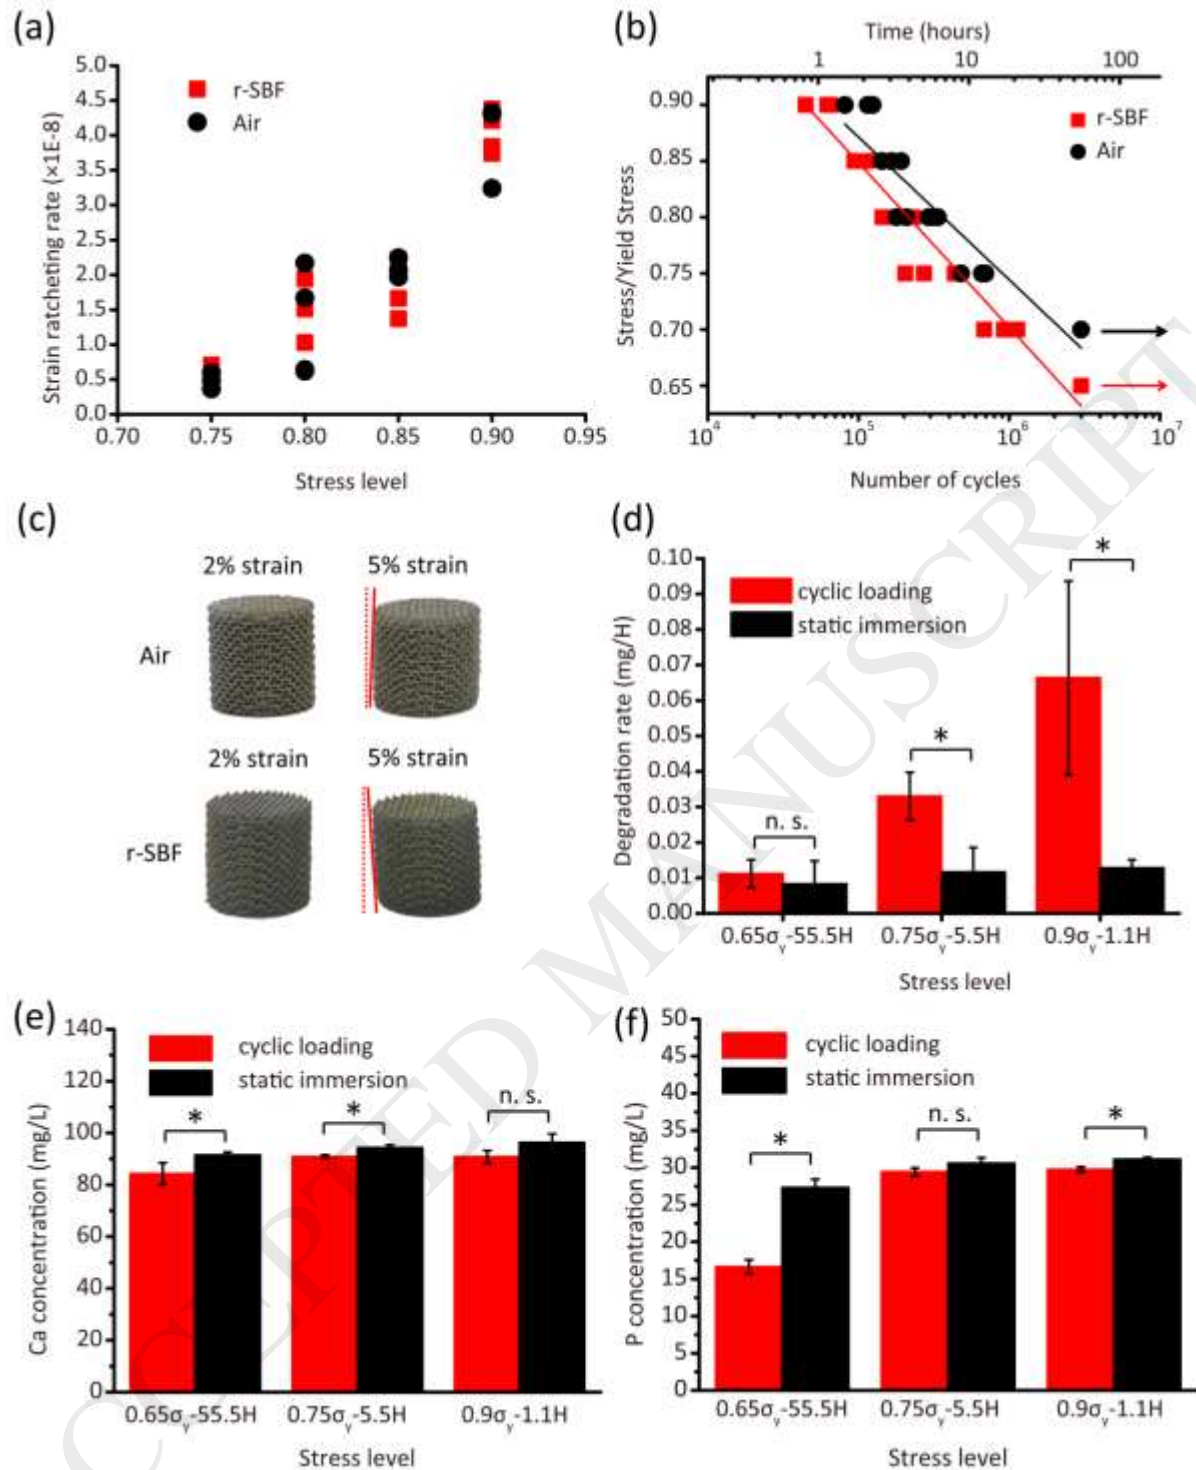 (a)
5.0
4.5
4.0
3.5
3.0
2.5
2.0
1.5
1.0
0.5
0.0
Strain ratcheting rate (×1E-8)
r-SBF
Air
0.70 0.75 0.80 0.85 0.90 0.95
Stress level
(b)
Time (hours)
1 10 100
0.90
0.85
0.80
0.75
0.70
0.65
Stress/Yield Stress
r-SBF
Air
10⁴ 10⁵ 10⁶ 10⁷
Number of cycles
(c)
2% strain 5% strain
Air
2% strain 5% strain
r-SBF
(d)
0.10
0.09
0.08
0.07
0.06
0.05
0.04
0.03
0.02
0.01
0.00
Degradation rate (mg/H)
cyclic loading
static immersion
n. s.
*
*
0.65σy-55.5H 0.75σy-5.5H 0.9σy-1.1H
Stress level
(e)
140
120
100
80
60
40
20
0
Ca concentration (mg/L)
cyclic loading
static immersion
*
*
n. s.
0.65σy-55.5H 0.75σy-5.5H 0.9σy-1.1H
Stress level
(f)
50
45
40
35
30
25
20
15
10
5
0
P concentration (mg/L)
cyclic loading
static immersion
*
n. s.
*
0.65σy-55.5H 0.75σy-5.5H 0.9σy-1.1H
Stress level
CCEPTED MANUSCRIPT